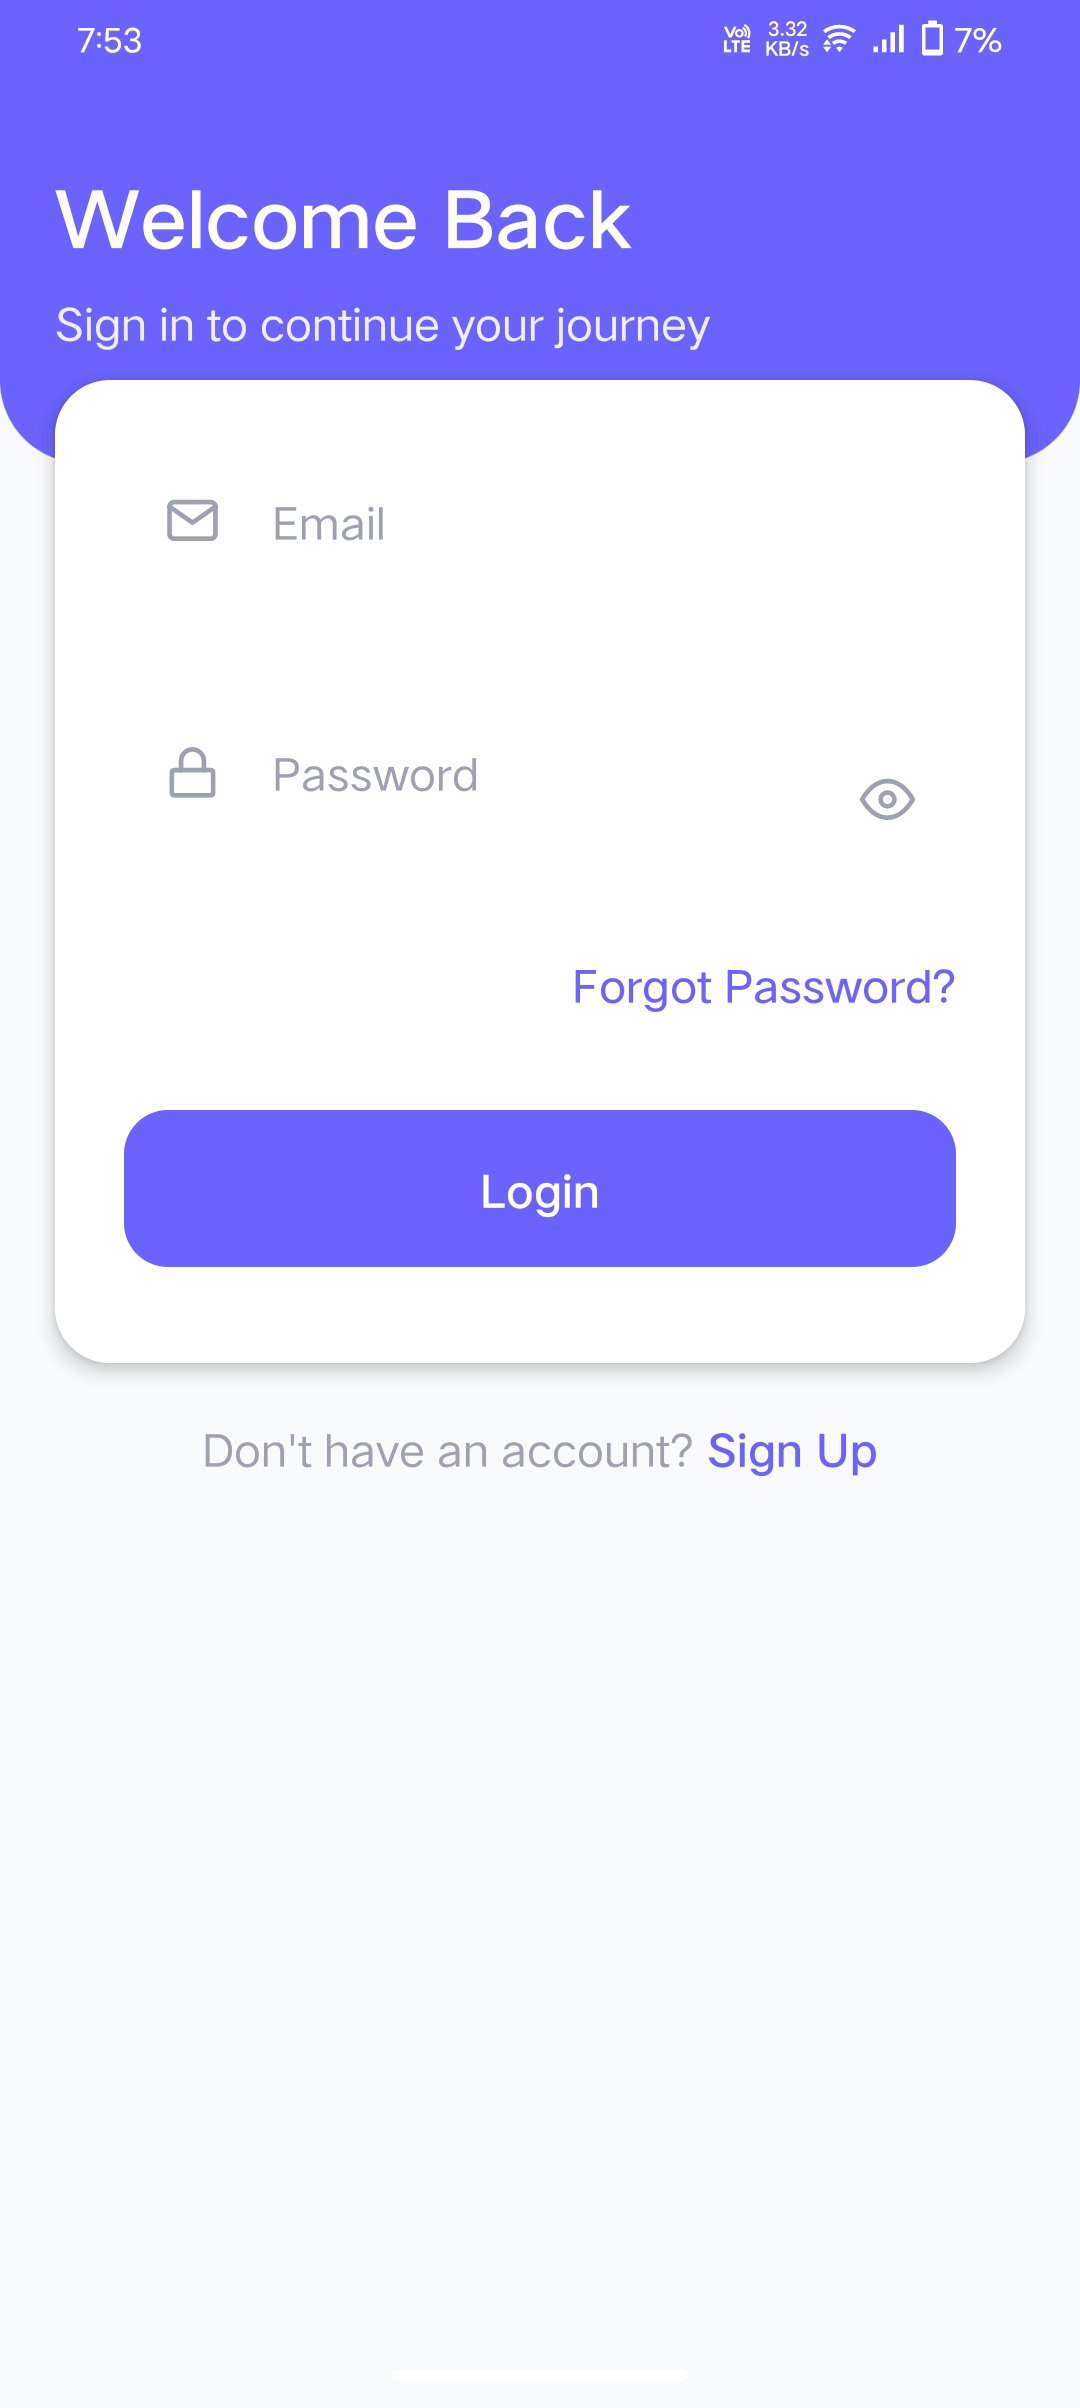 7:53
Vo LTE 3.32 KB/s 7%
Welcome Back
Sign in to continue your journey
Email
Password
Forgot Password?
Login
Don't have an account? Sign Up